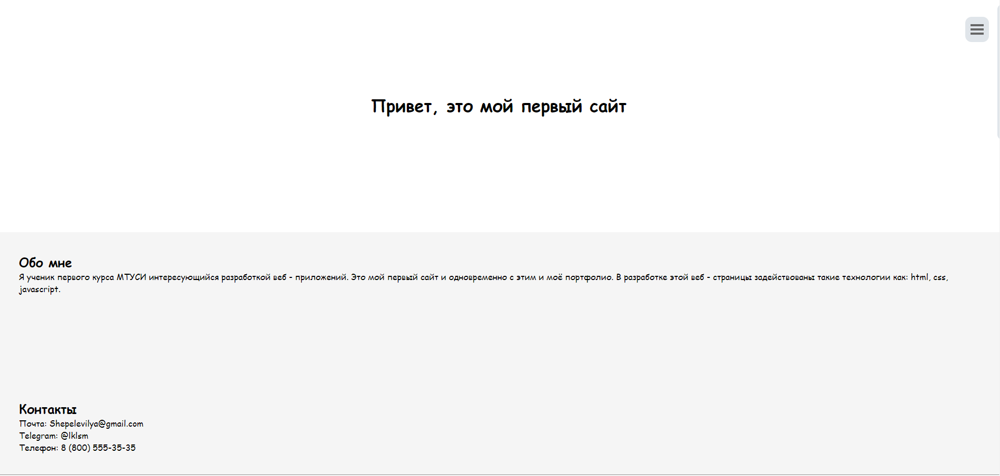 Привет, это мой первый сайт
Обо мне
Я ученик первого курса МТУСИ интересующийся разработкой веб - приложений. Это мой первый сайт и одновременно с этим и моё портфолио. В разработке этой веб - страницы задействованы такие технологии как: html, css,
javascript.
Контакты
Почта: Shepelevilya@gmail.com
Telegram: @lklsm
Телефон: 8 (800) 555-35-35